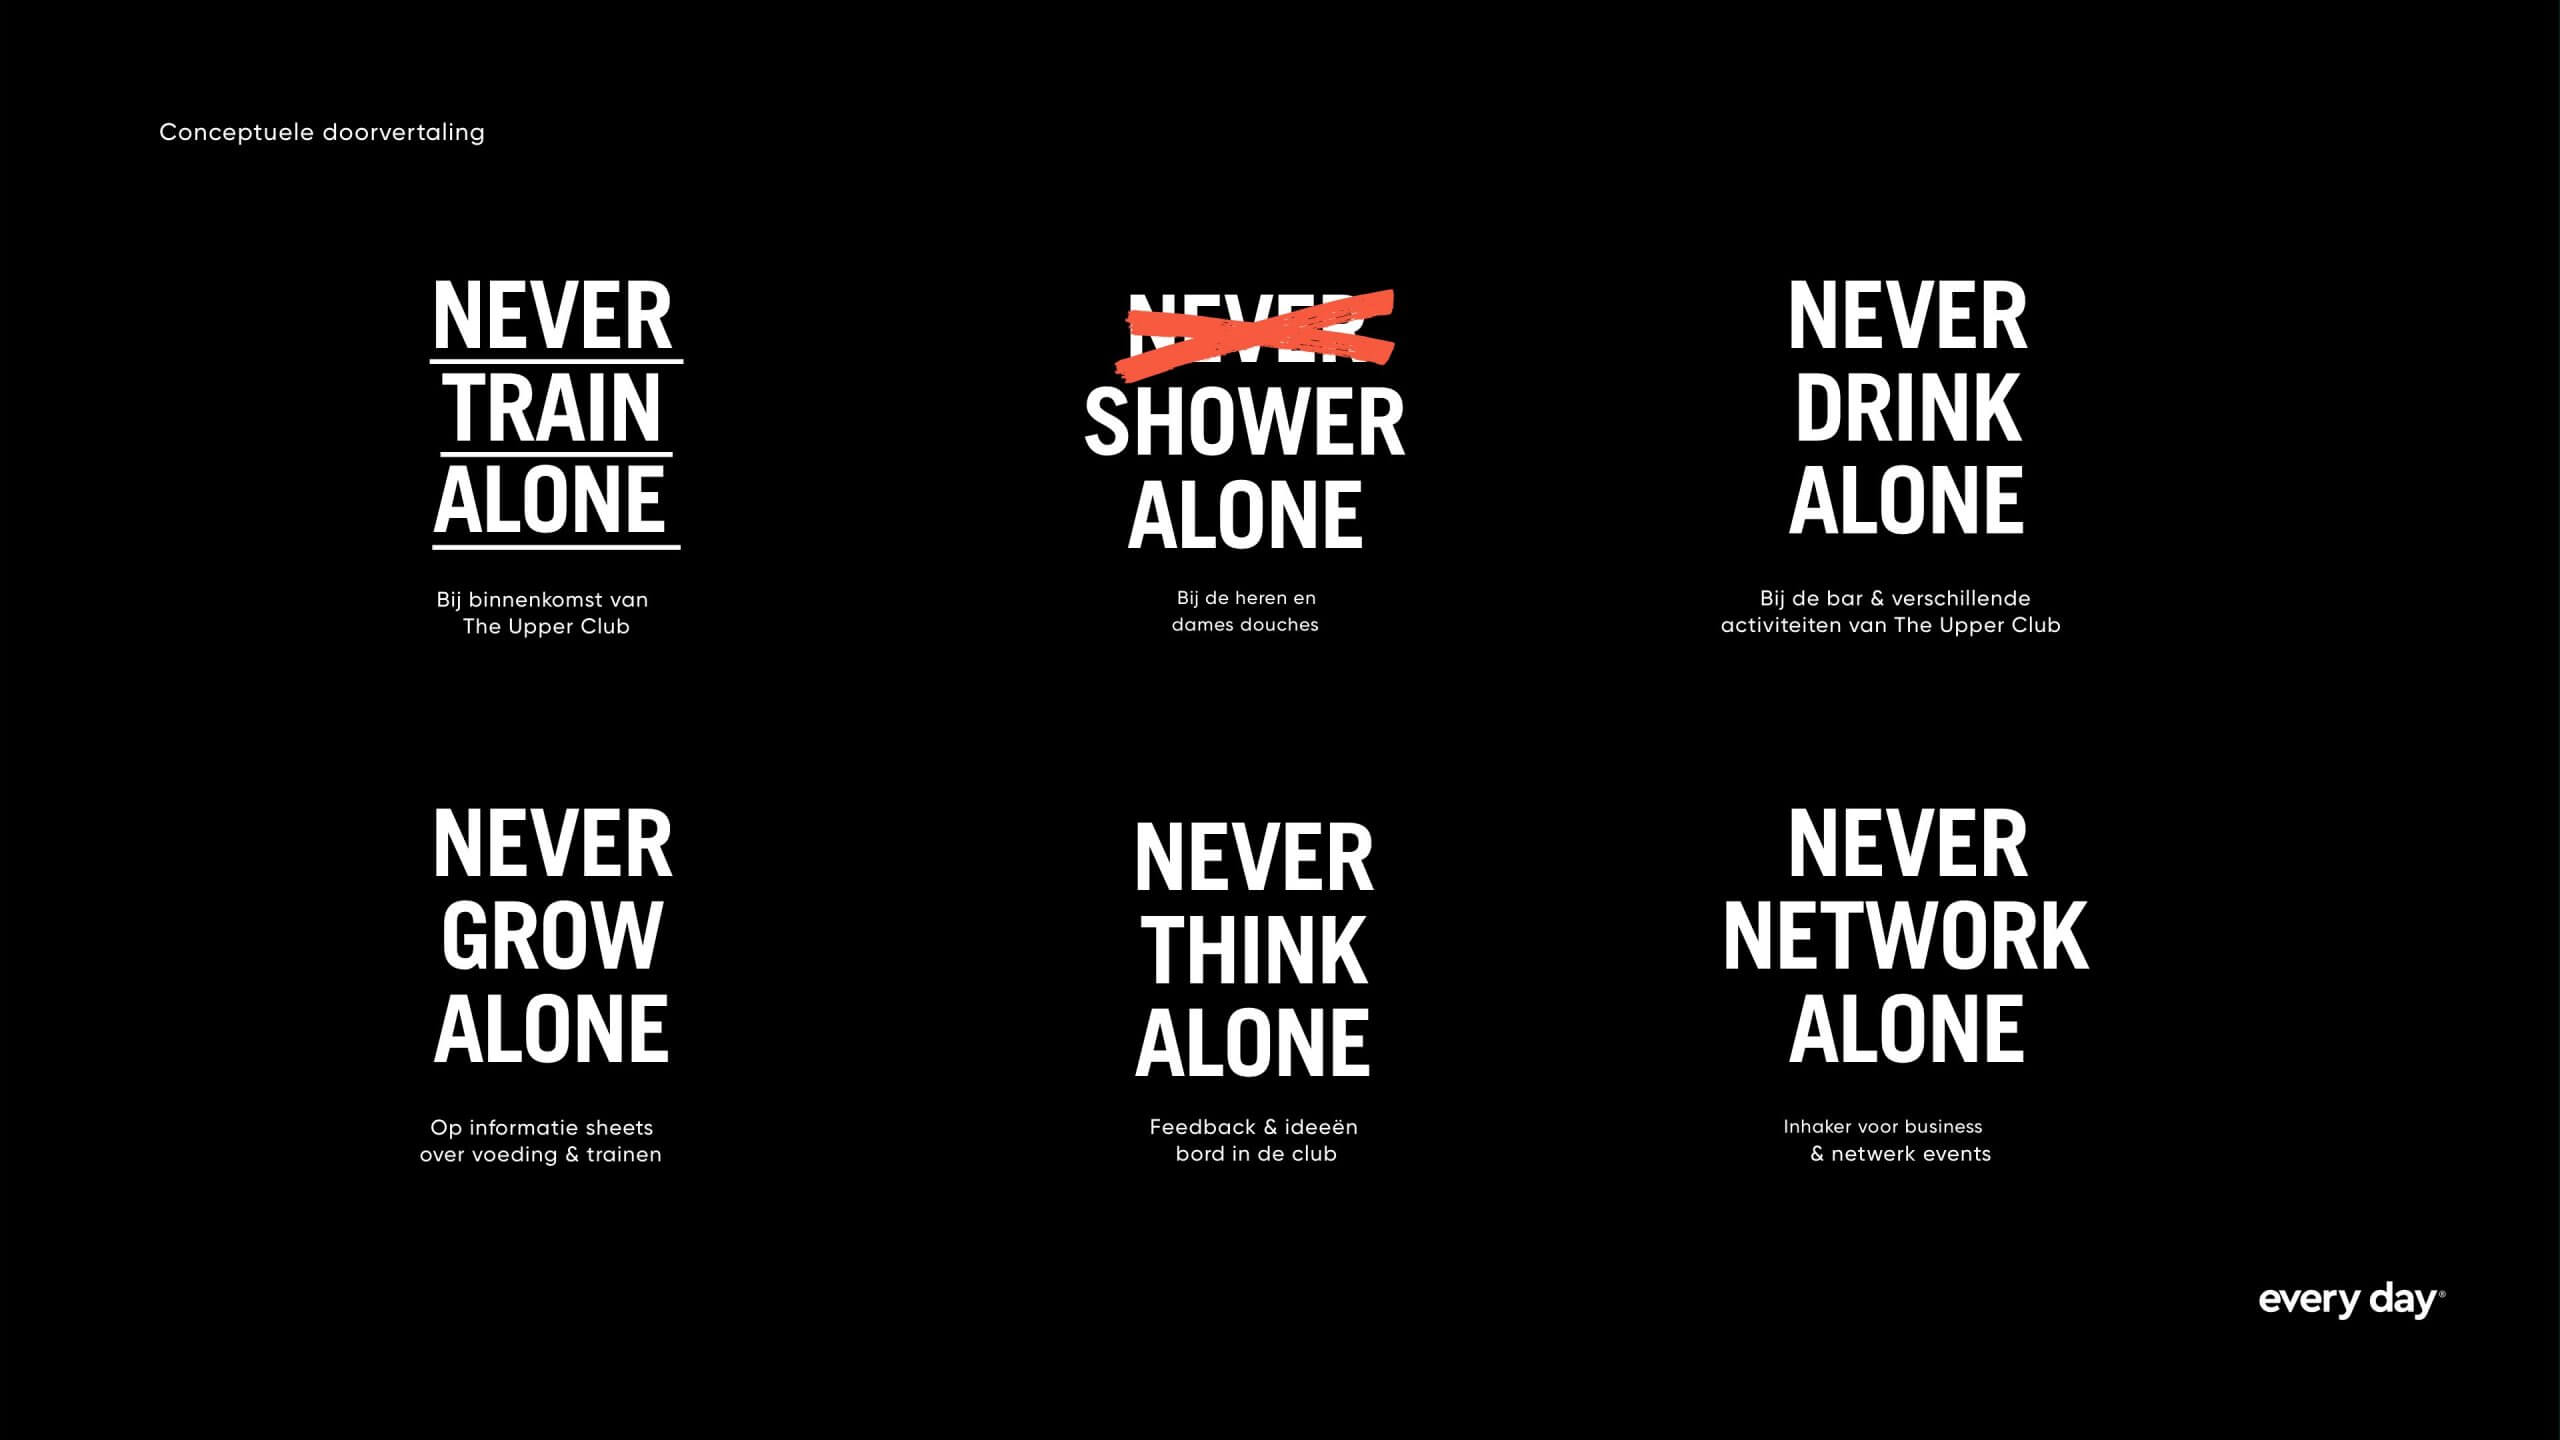 Conceptuele doorvertaling
NEVER
TRAIN
ALONE
Bij binnenkomst van
The Upper Club
NEVER
SHOWER
ALONE
Bij de heren en
dames douches
NEVER
DRINK
ALONE
Bij de bar & verschillende
activiteiten van The Upper Club
NEVER
GROW
ALONE
Op informatie sheets
over voeding & trainen
NEVER
THINK
ALONE
Feedback & ideeën
bord in de club
NEVER
NETWORK
ALONE
Inhaker voor business
& netwerk events
every day®